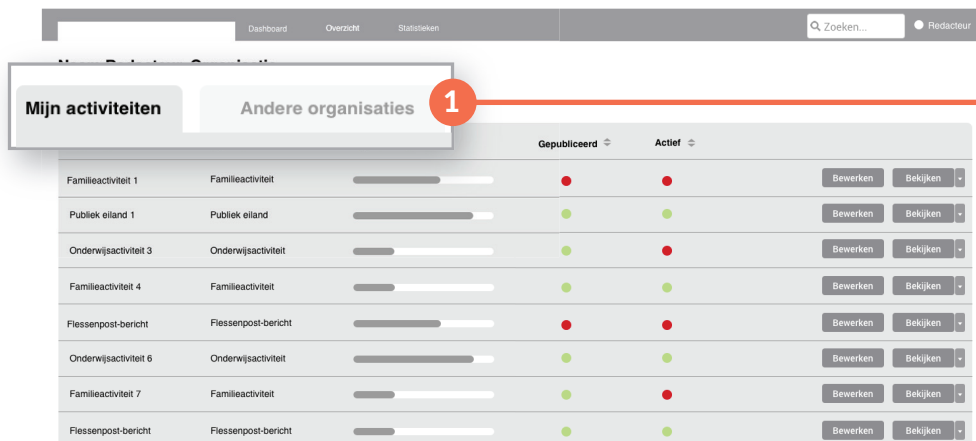 Dashboard Overzicht Statistieken Zoeken... Redacteur
Mijn activiteiten Andere organisaties 1
Gepubliceerd Actief
Familieactiviteit 1 Familieactiviteit Bewerken Bekijken
Publiek eiland 1 Publiek eiland Bewerken Bekijken
Onderwijsactiviteit 3 Onderwijsactiviteit Bewerken Bekijken
Familieactiviteit 4 Familieactiviteit Bewerken Bekijken
Flessenpost-bericht Flessenpost-bericht Bewerken Bekijken
Onderwijsactiviteit 6 Onderwijsactiviteit Bewerken Bekijken
Familieactiviteit 7 Familieactiviteit Bewerken Bekijken
Flessenpost-bericht Flessenpost-bericht Bewerken Bekijken